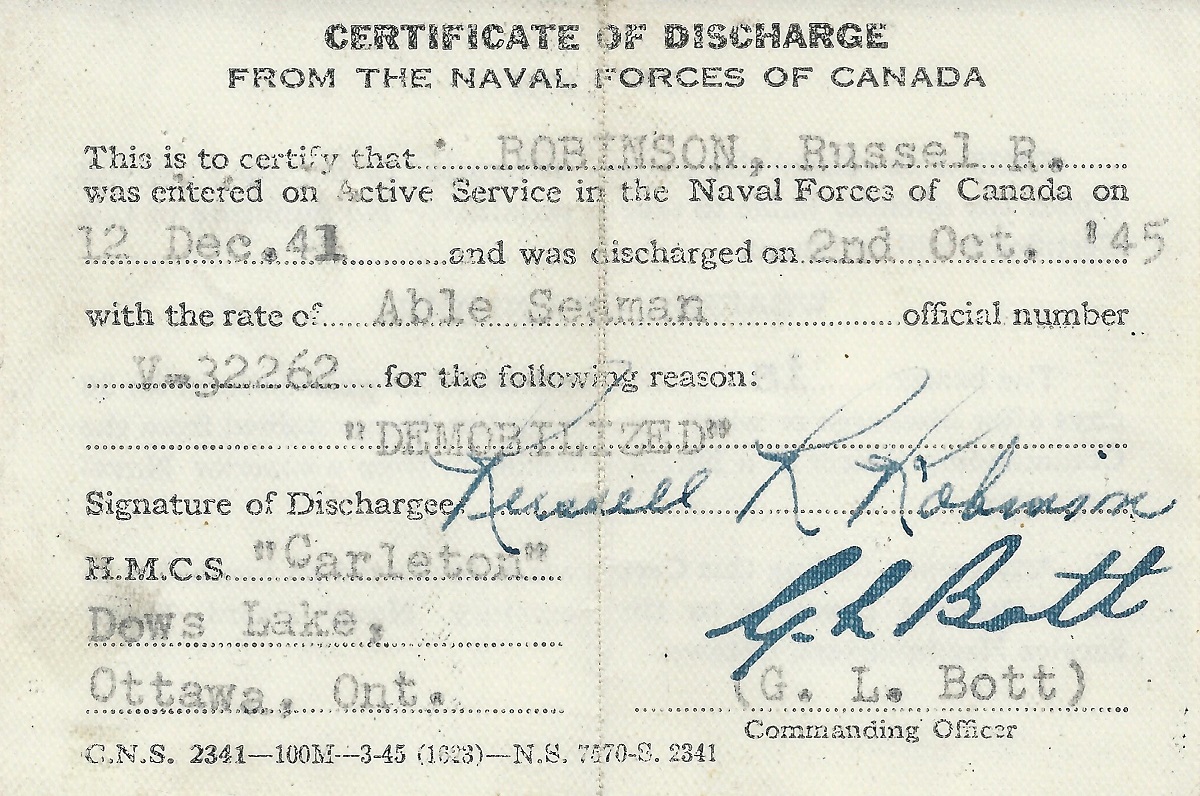 CERTIFICATE OF DISCHARGE
FROM THE NAVAL FORCES OF CANADA
This is to certify that ROBINSON, Russel R.
was entered on Active Service in the Naval Forces of Canada on
12 Dec.41 and was discharged on 2nd Oct. '45
with the rate of Able Seaman official number
V-32262 for the following reason:
"DEMOBILIZED"
Signature of Dischargee Russell R Robinson
H.M.C.S. "Carleton"
G L Bott
Dows Lake,
Ottawa, Ont. (G. L. Bott)
Commanding Officer
C.N.S. 2341—100M—3-45 (1623)—N.S. 7470-S. 2341